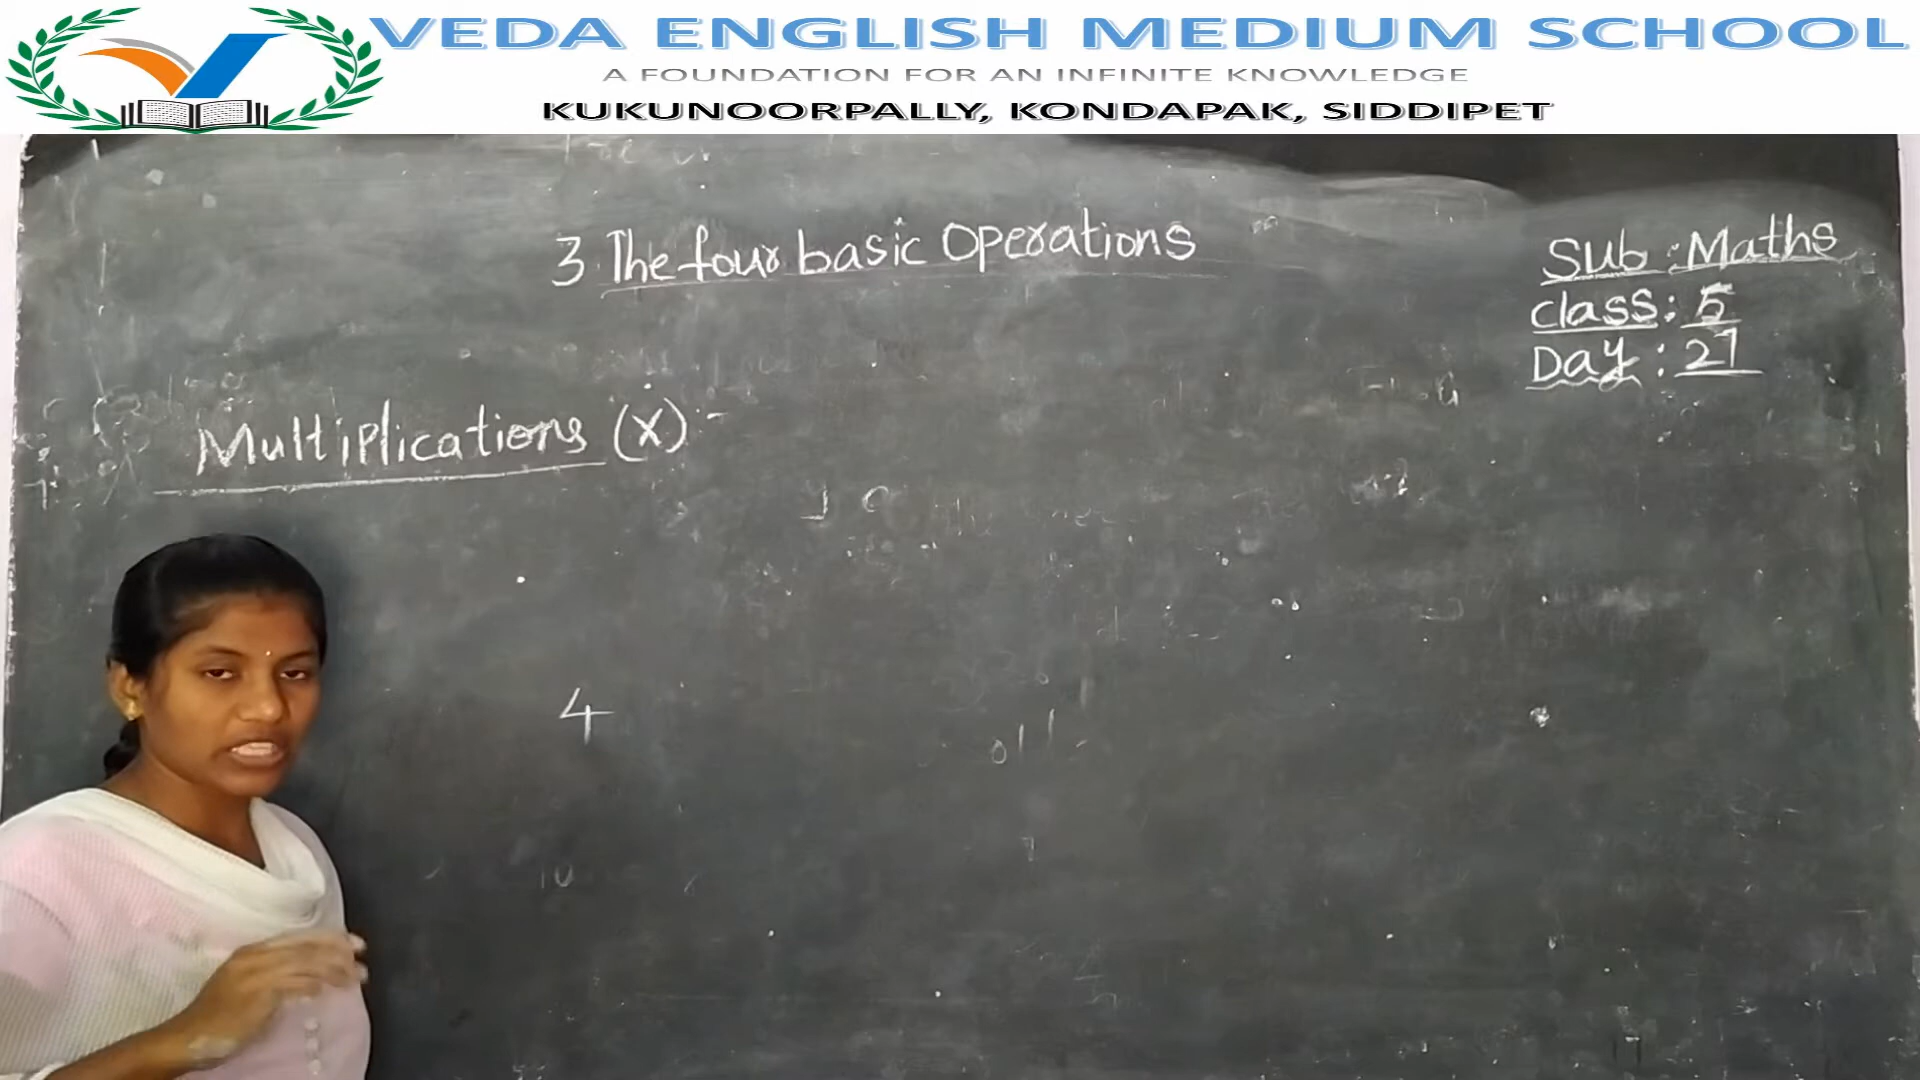 VEDA ENGLISH MEDIUM SCHOOL
A FOUNDATION FOR AN INFINITE KNOWLEDGE
KUKUNOORPALLY, KONDAPAK, SIDDIPET
3. The four basic Operations
Sub : Maths
class : 5
Day : 27
Multiplications (x) :-
4